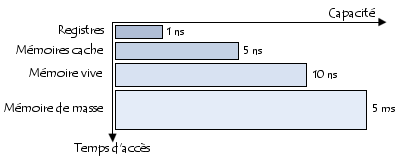 Capacité
Registres 1 ns
Mémoires cache 5 ns
Mémoire vive 10 ns
Mémoire de masse 5 ms
Temps d'accès